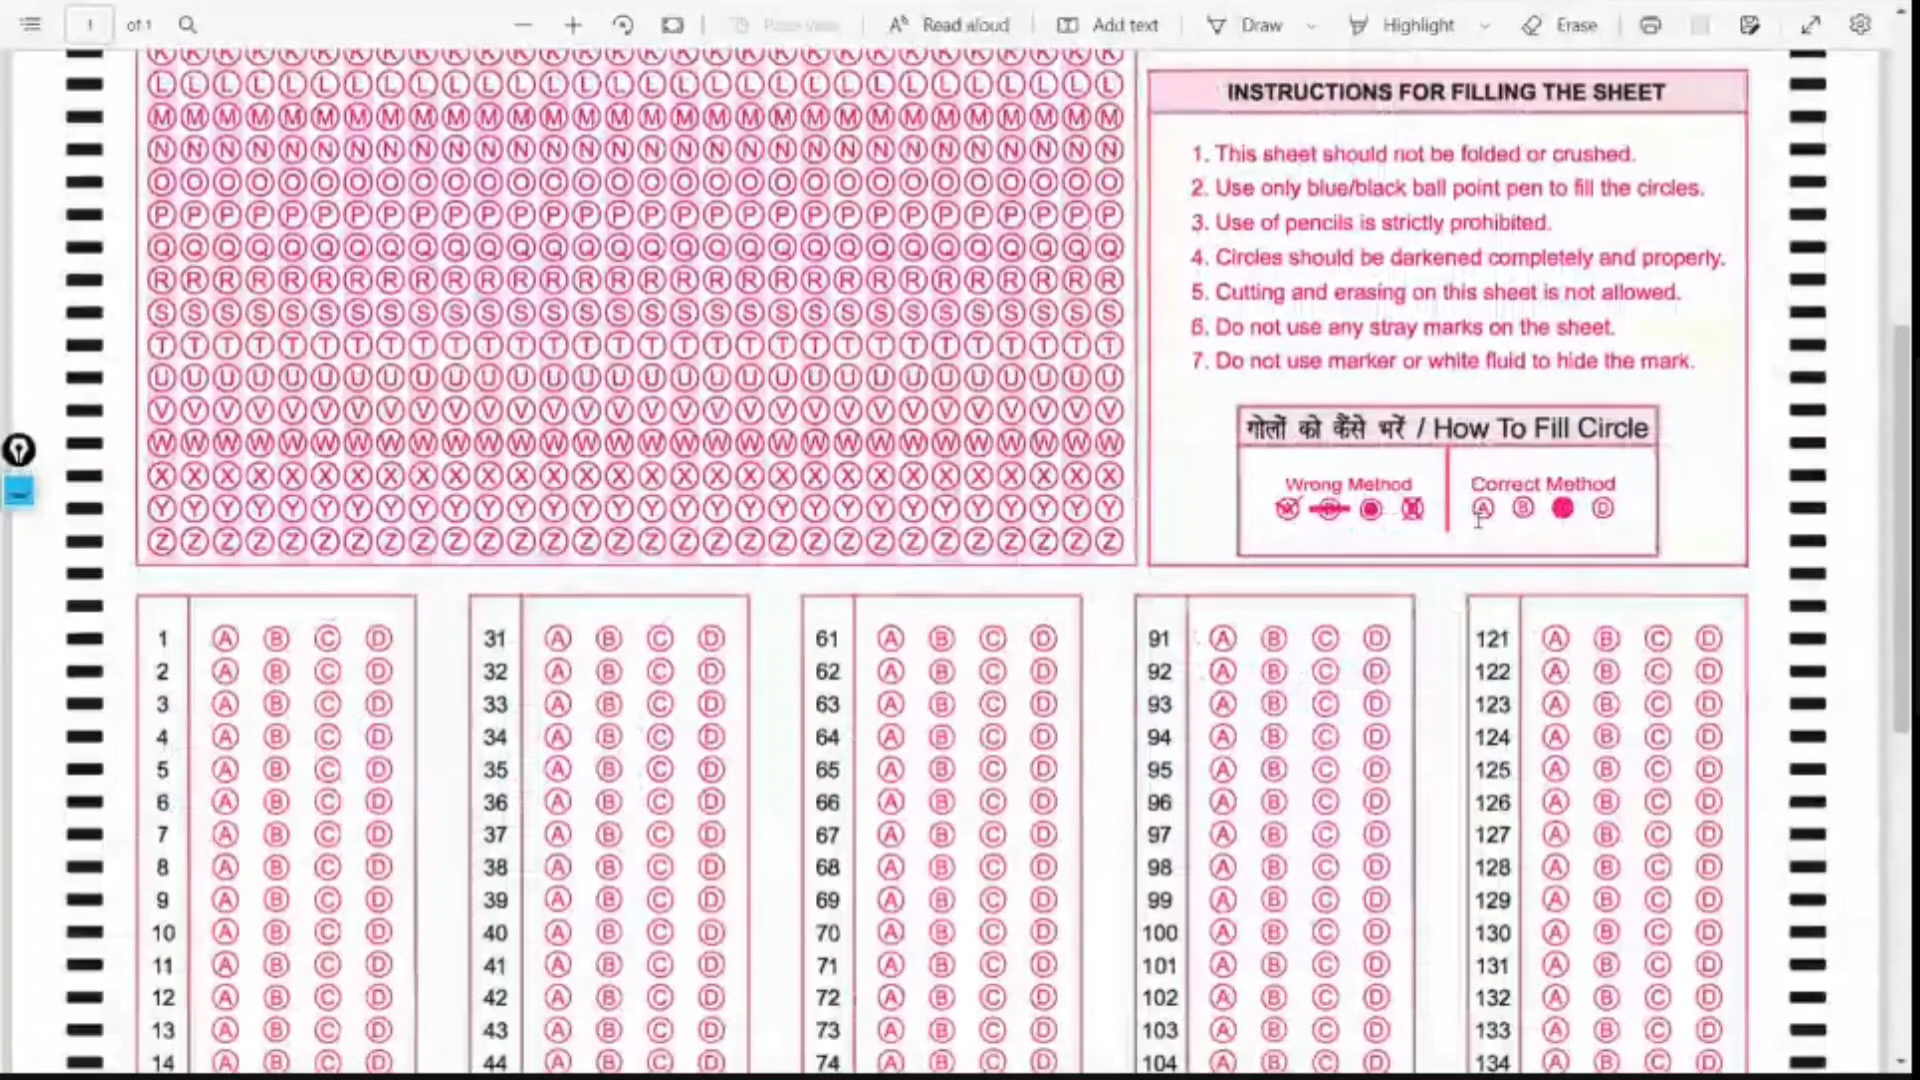 1 of 1 Page view Read aloud Add text Draw Highlight Erase
K K K K K K K K K K K K K K K K K K K K K K K K K K K K K K
L L L L L L L L L L L L L L L L L L L L L L L L L L L L L L
M M M M M M M M M M M M M M M M M M M M M M M M M M M M M M
N N N N N N N N N N N N N N N N N N N N N N N N N N N N N N
O O O O O O O O O O O O O O O O O O O O O O O O O O O O O O
P P P P P P P P P P P P P P P P P P P P P P P P P P P P P P
Q Q Q Q Q Q Q Q Q Q Q Q Q Q Q Q Q Q Q Q Q Q Q Q Q Q Q Q Q Q
R R R R R R R R R R R R R R R R R R R R R R R R R R R R R R
S S S S S S S S S S S S S S S S S S S S S S S S S S S S S S
T T T T T T T T T T T T T T T T T T T T T T T T T T T T T T
U U U U U U U U U U U U U U U U U U U U U U U U U U U U U U
V V V V V V V V V V V V V V V V V V V V V V V V V V V V V V
W W W W W W W W W W W W W W W W W W W W W W W W W W W W W W
X X X X X X X X X X X X X X X X X X X X X X X X X X X X X X
Y Y Y Y Y Y Y Y Y Y Y Y Y Y Y Y Y Y Y Y Y Y Y Y Y Y Y Y Y Y
Z Z Z Z Z Z Z Z Z Z Z Z Z Z Z Z Z Z Z Z Z Z Z Z Z Z Z Z Z Z
INSTRUCTIONS FOR FILLING THE SHEET
1. This sheet should not be folded or crushed.
2. Use only blue/black ball point pen to fill the circles.
3. Use of pencils is strictly prohibited.
4. Circles should be darkened completely and properly.
5. Cutting and erasing on this sheet is not allowed.
6. Do not use any stray marks on the sheet.
7. Do not use marker or white fluid to hide the mark.
गोलों को कैंसे भरें / How To Fill Circle
Wrong Method Correct Method
A B D
1 A B C D 31 A B C D 61 A B C D 91 A B C D 121 A B C D
2 A B C D 32 A B C D 62 A B C D 92 A B C D 122 A B C D
3 A B C D 33 A B C D 63 A B C D 93 A B C D 123 A B C D
4 A B C D 34 A B C D 64 A B C D 94 A B C D 124 A B C D
5 A B C D 35 A B C D 65 A B C D 95 A B C D 125 A B C D
6 A B C D 36 A B C D 66 A B C D 96 A B C D 126 A B C D
7 A B C D 37 A B C D 67 A B C D 97 A B C D 127 A B C D
8 A B C D 38 A B C D 68 A B C D 98 A B C D 128 A B C D
9 A B C D 39 A B C D 69 A B C D 99 A B C D 129 A B C D
10 A B C D 40 A B C D 70 A B C D 100 A B C D 130 A B C D
11 A B C D 41 A B C D 71 A B C D 101 A B C D 131 A B C D
12 A B C D 42 A B C D 72 A B C D 102 A B C D 132 A B C D
13 A B C D 43 A B C D 73 A B C D 103 A B C D 133 A B C D
14 A B C D 44 A B C D 74 A B C D 104 A B C D 134 A B C D